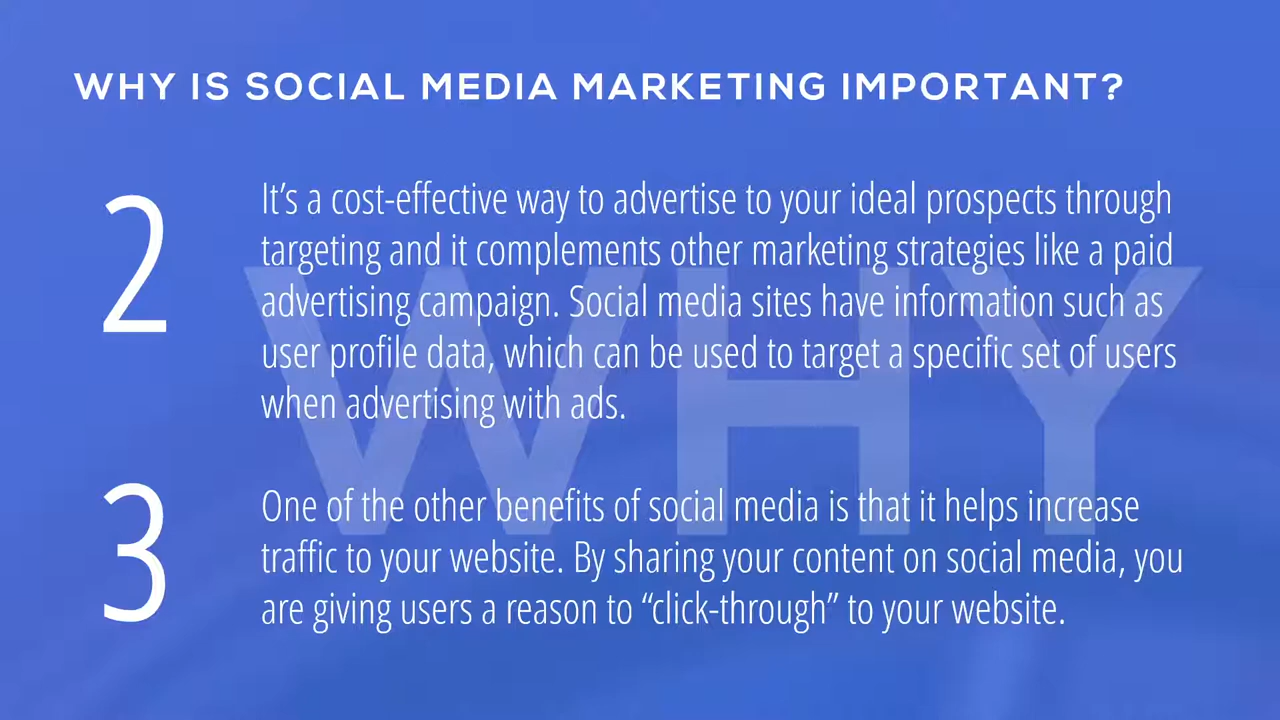 WHY IS SOCIAL MEDIA MARKETING IMPORTANT?
2
It’s a cost-effective way to advertise to your ideal prospects through
targeting and it complements other marketing strategies like a paid
advertising campaign. Social media sites have information such as
user profile data, which can be used to target a specific set of users
when advertising with ads.
3
One of the other benefits of social media is that it helps increase
traffic to your website. By sharing your content on social media, you
are giving users a reason to “click-through” to your website.
WHY